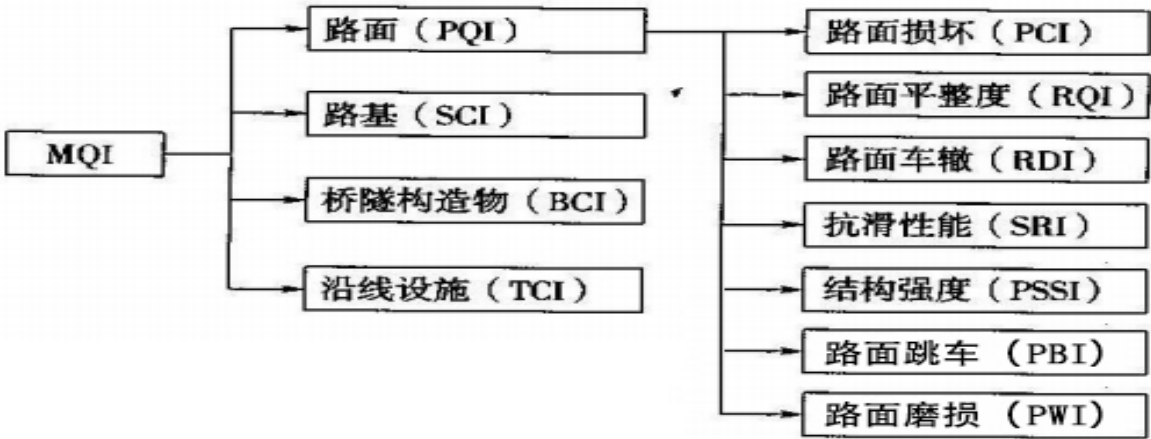 MQI
路面（PQI）
路基（SCI）
桥隧构造物（BCI）
沿线设施（TCI）
路面损坏（PCI）
路面平整度（RQI）
路面车辙（RDI）
抗滑性能（SRI）
结构强度（PSSI）
路面跳车（PBI）
路面磨损（PWI）